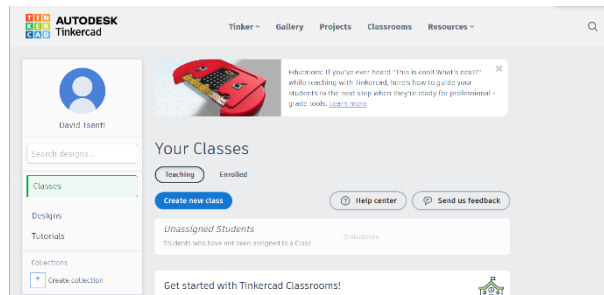 TIN
KER
CAD
AUTODESK
Tinkercad
Tinker
Gallery
Projects
Classrooms
Resources
David Tsenti
Search designs...
Classes
Designs
Tutorials
Collections
+ Create collection
Educators: If you've ever heard "This is cool! What's next?"
while teaching with Tinkercad, here's how to guide your
students to the next step when they're ready for professional -
grade tools. Learn more
Your Classes
Teaching
Enrolled
Create new class
Help center
Send us feedback
Unassigned Students
Students who have not been assigned to a Class
0 students
Get started with Tinkercad Classrooms!